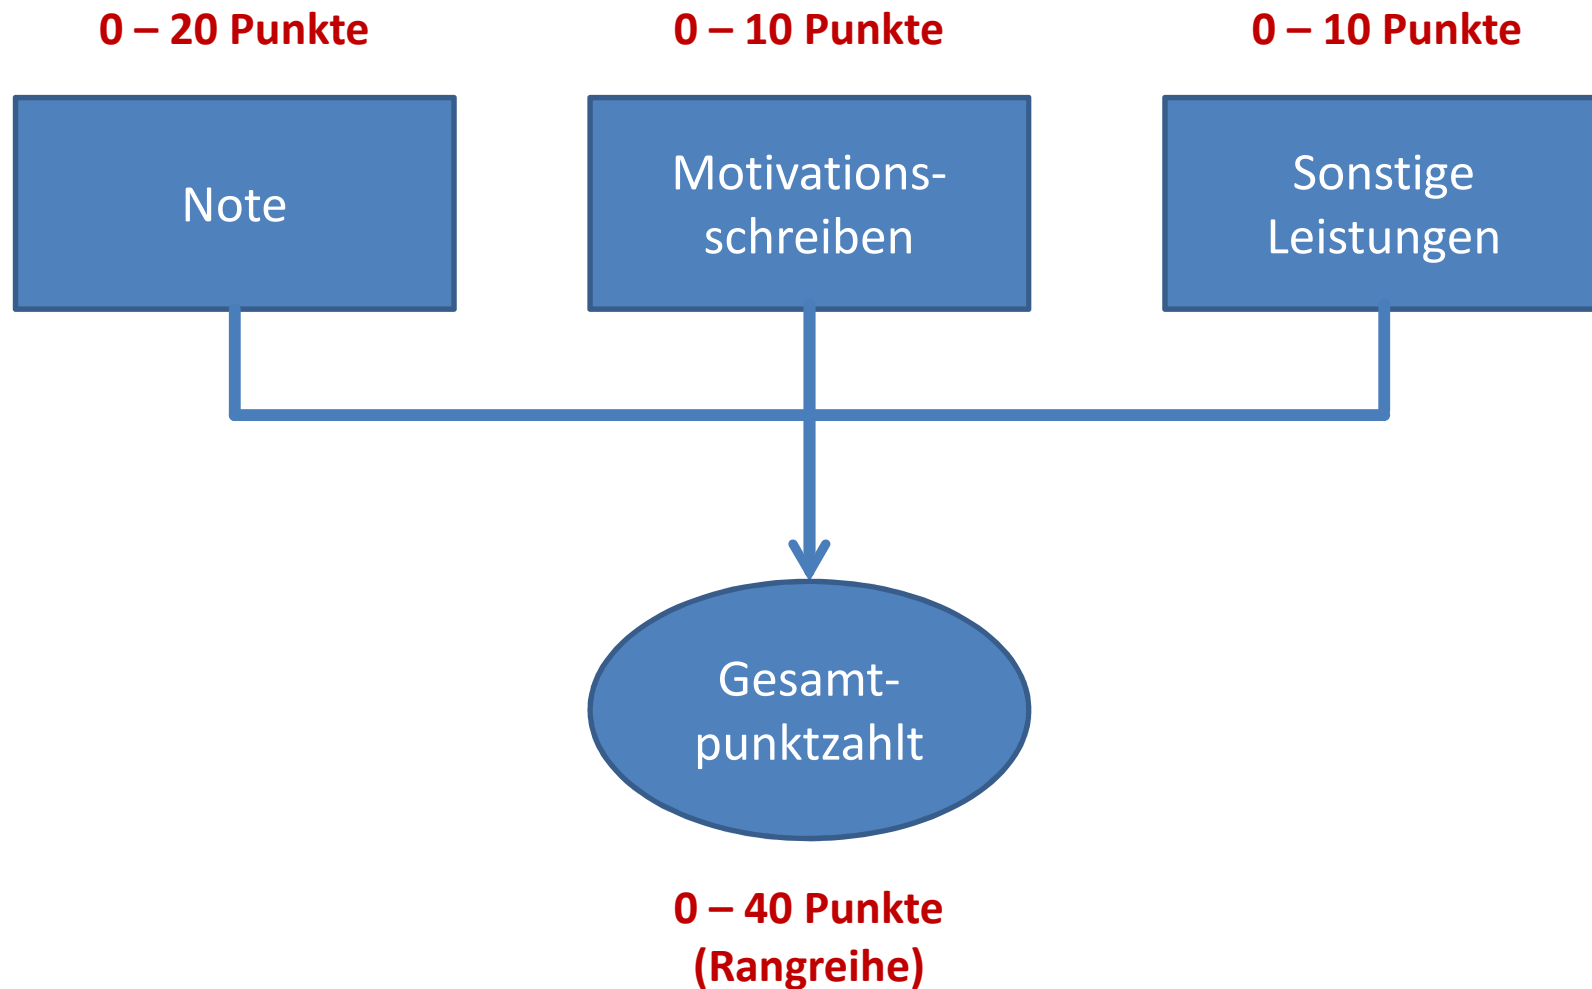 0 – 20 Punkte
0 – 10 Punkte
0 – 10 Punkte
Note
Motivations-
schreiben
Sonstige
Leistungen
Gesamt-
punktzahlt
0 – 40 Punkte
(Rangreihe)